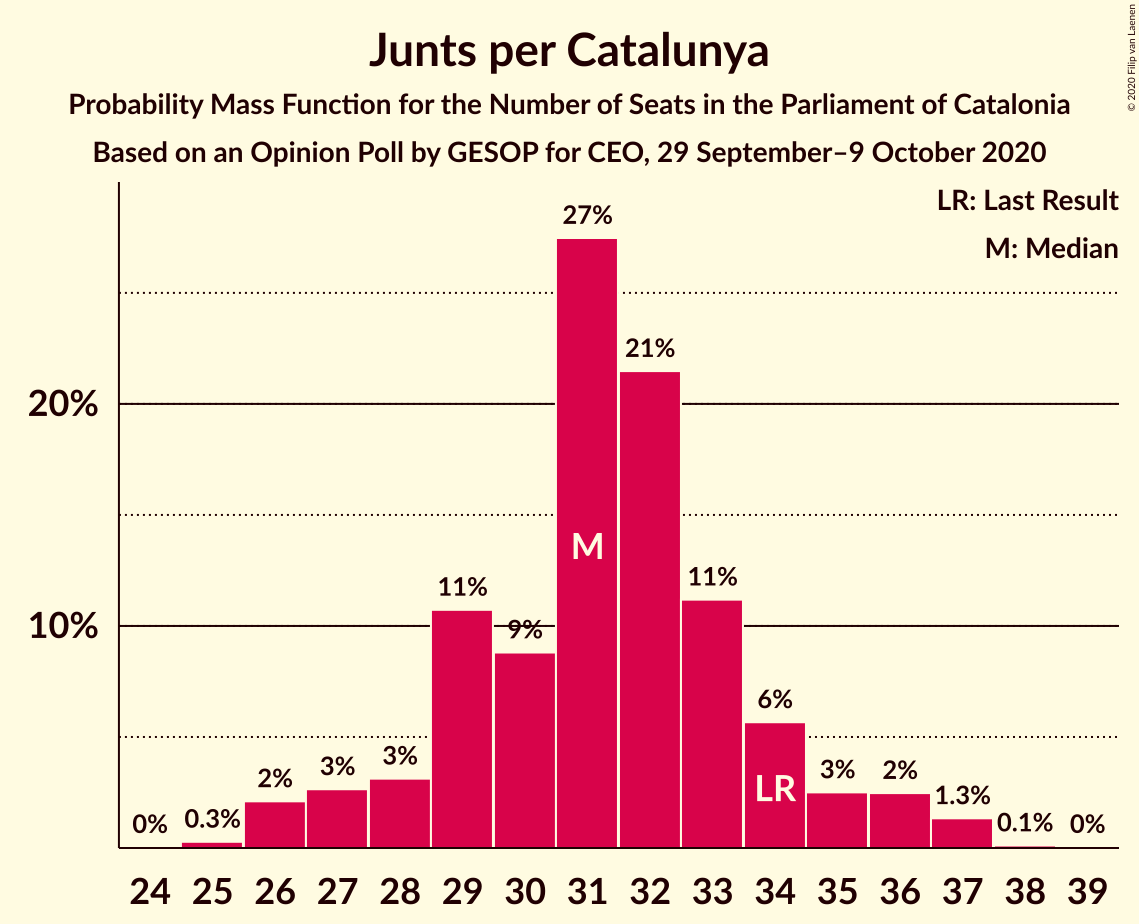 Junts per Catalunya
Probability Mass Function for the Number of Seats in the Parliament of Catalonia
Based on an Opinion Poll by GESOP for CEO, 29 September–9 October 2020
© 2020 Filip van Laenen
LR: Last Result
M: Median
27%
21%
20%
11%
11%
10%
9%
M
6%
3%
3%
2%
3%
2%
LR
1.3%
0%
0.3%
0.1%
0%
24 25 26 27 28 29 30 31 32 33 34 35 36 37 38 39